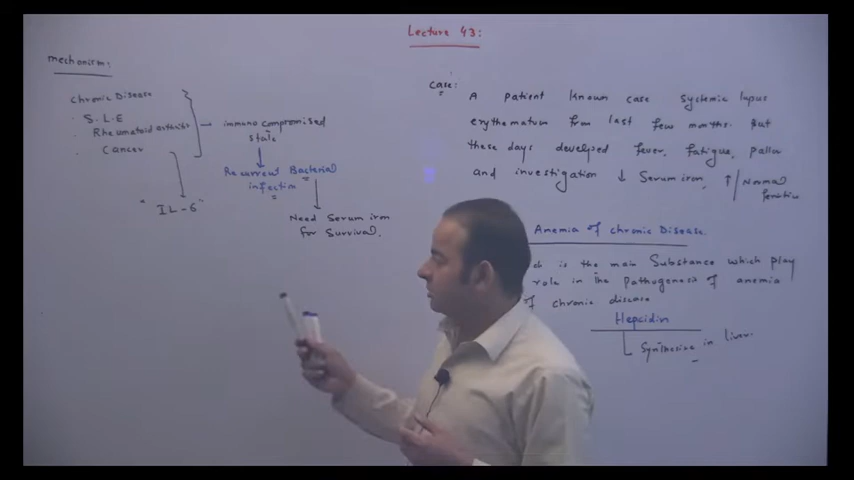 Lecture 43:
mechanism:
Chronic Disease
S.L.E
Rheumatoid arthritis
Cancer
"IL-6"
immunocompromised
state
Recurrent Bacterial
infection
Need Serum iron
for Survival.
Case:
A patient known case systemic lupus
erythematum from last few months. But
these days developed fever, fatigue, pallor
and investigation ↓ Serum iron, ↑/Normal
ferritin
Anemia of chronic Disease.
is the main Substance which play
role in the pathogenesis of anemia
of chronic disease
Hepcidin
Synthesize in liver.